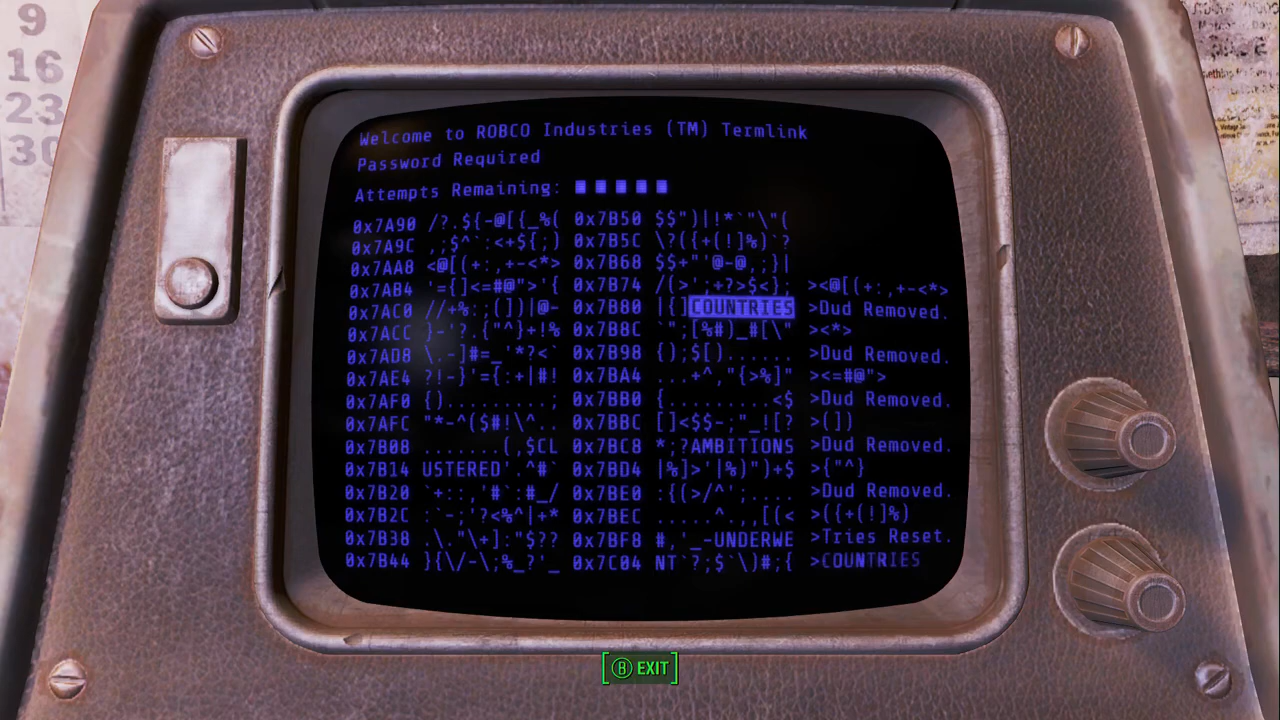 9
16
23
30
Welcome to ROBCO Industries (TM) Termlink
Password Required
Attempts Remaining: ■ ■ ■ ■ ■
0x7A90 /?.${-@[{_%( 0x7B50 $$")|!*`"\"(
0x7A9C ,;$^`:<+${;) 0x7B5C \?({+(!]%)`?
0x7AA8 <@[(+:,+-<*> 0x7B68 $$+"'@-@,;}|
0x7AB4 '={]<=#@">'{ 0x7B74 /(>';+?>$<}; ><@[(+:,+-<*>
0x7AC0 //+%:;(])|@- 0x7B80 |{]COUNTRIES >Dud Removed.
0x7ACC }-'?.{"^}+!% 0x7B8C `";[%#)_#[\" ><*>
0x7AD8 \.-]#=_'*?<` 0x7B98 {);$[)...... >Dud Removed.
0x7AE4 ?!-}'={:+|#! 0x7BA4 ...+^,"{>%]" ><=#@">
0x7AF0 {).........; 0x7BB0 {.........<$ >Dud Removed.
0x7AFC "*-^($#!\^.. 0x7BBC []<$$-;"_![? >(])
0x7B08 .......(,$CL 0x7BC8 *;?AMBITIONS >Dud Removed.
0x7B14 USTERED'.^#` 0x7BD4 |%]>'|%)")+$ >{"^}
0x7B20 `+::,'#`:#_/ 0x7BE0 :{(>/^';.... >Dud Removed.
0x7B2C :`-;'?<%^|+* 0x7BEC .....^.,,[(< >({+(!]%)
0x7B38 .\."\+]:"$?? 0x7BF8 #,'_-UNDERWE >Tries Reset.
0x7B44 }{\/-\;%_?'_ 0x7C04 NT`?;$`\)#;{ >COUNTRIES
B EXIT